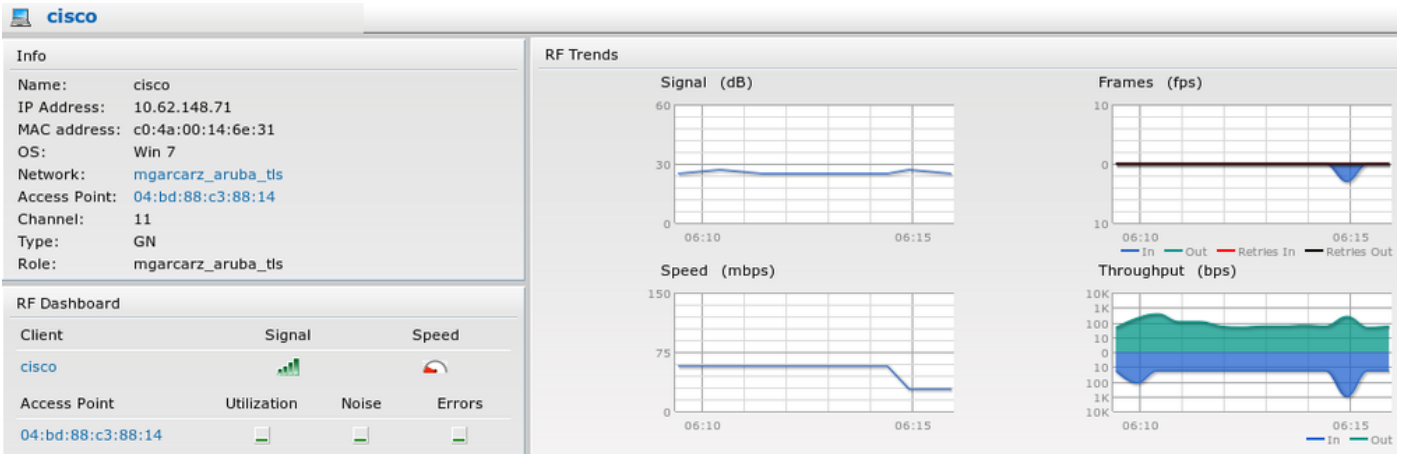 cisco
Info
Name: cisco
IP Address: 10.62.148.71
MAC address: c0:4a:00:14:6e:31
OS: Win 7
Network: mgarcarz_aruba_tls
Access Point: 04:bd:88:c3:88:14
Channel: 11
Type: GN
Role: mgarcarz_aruba_tls
RF Dashboard
Client Signal Speed
cisco
Access Point Utilization Noise Errors
04:bd:88:c3:88:14
RF Trends
Signal (dB)
60
30
0
06:10 06:15
Frames (fps)
10
0
10
06:10 06:15
In Out Retries In Retries Out
Speed (mbps)
150
75
0
06:10 06:15
Throughput (bps)
10K
1K
100
10
0
10
100
1K
10K
06:10 06:15
In Out